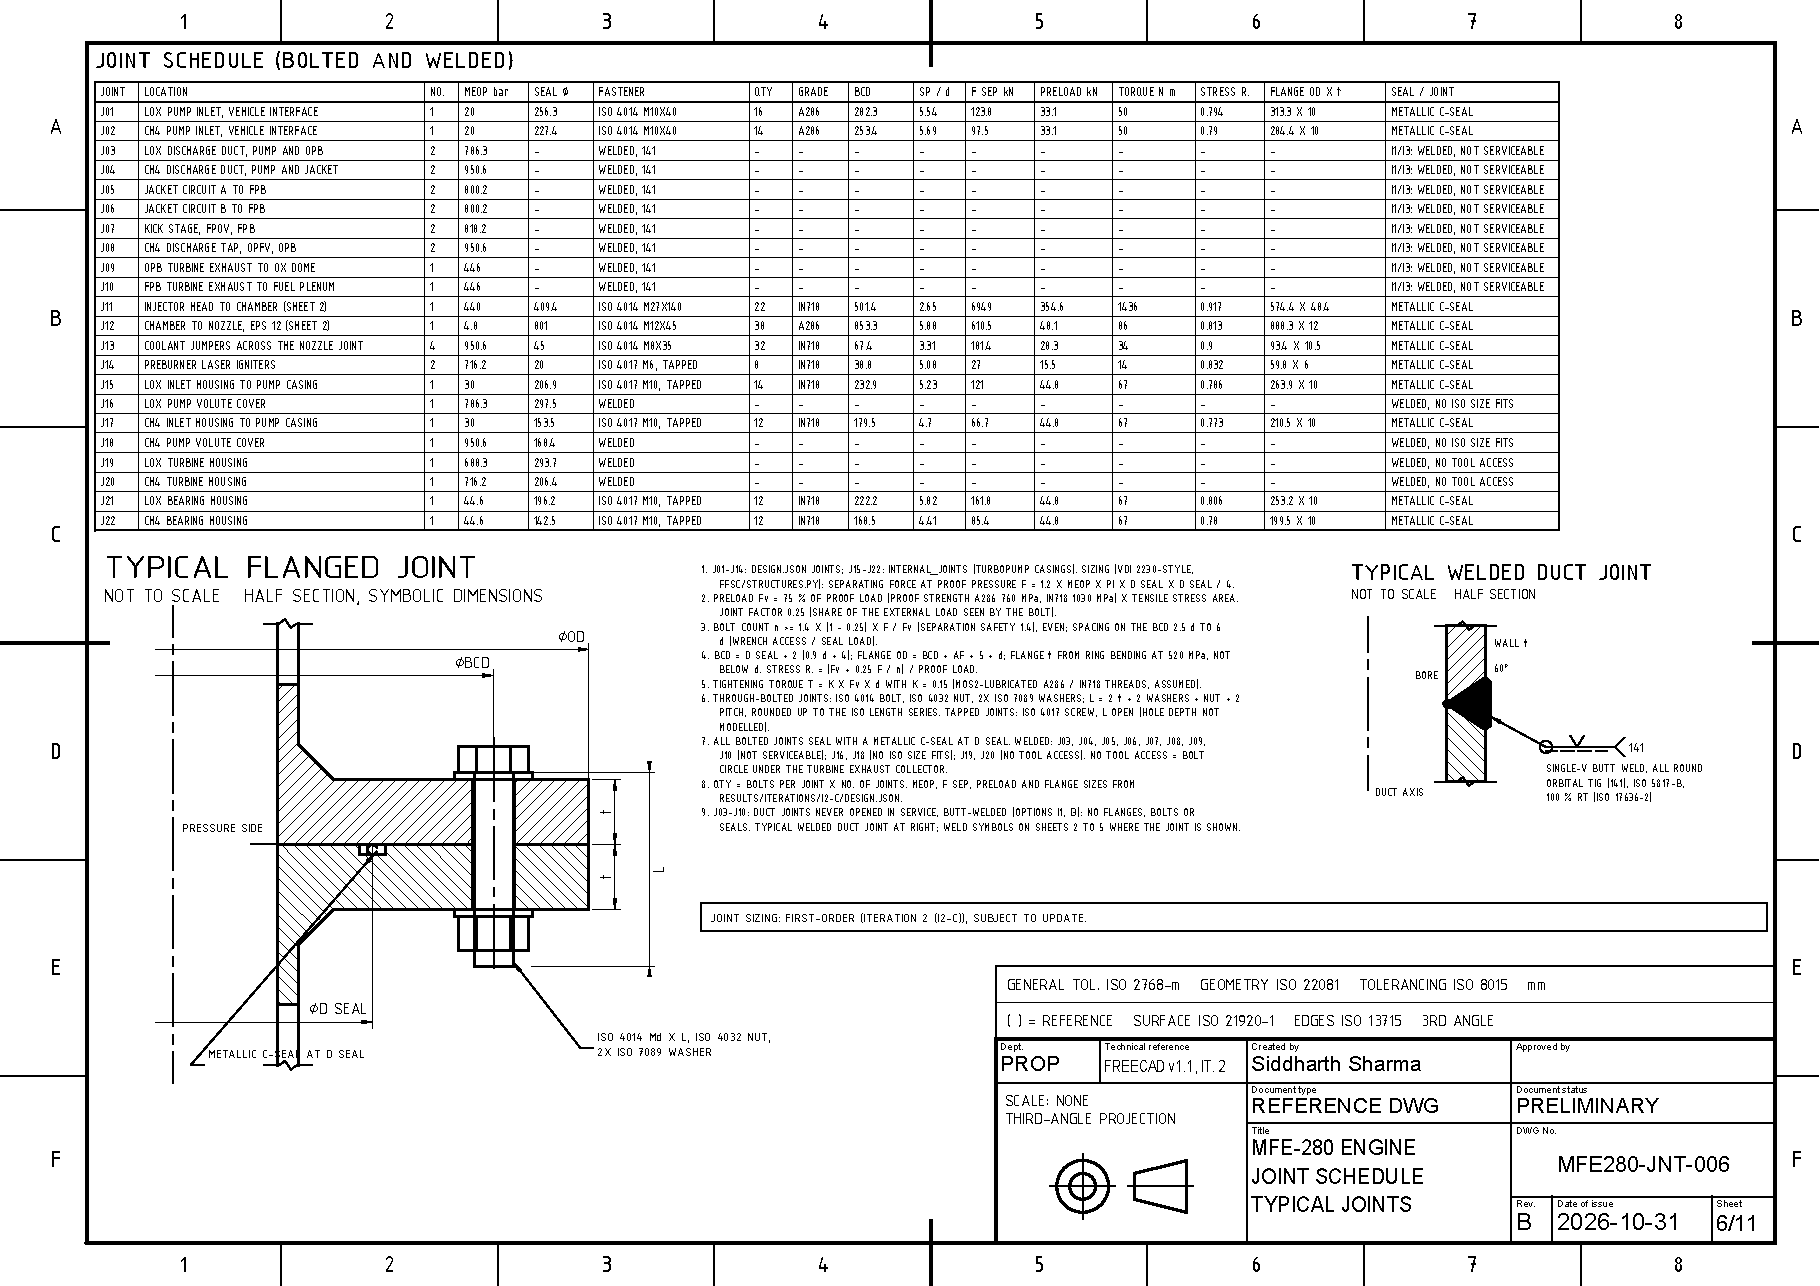 JOINT SCHEDULE (BOLTED AND WELDED)
JOINT LOCATION NO. MEOP bar SEAL Ø FASTENER QTY GRADE BCD SP / d F SEP kN PRELOAD kN TORQUE N m STRESS R. FLANGE OD X t SEAL / JOINT
J01 LOX PUMP INLET, VEHICLE INTERFACE 1 20 256.3 ISO 4014 M10X40 16 A286 282.3 5.54 123.8 33.1 50 0.794 313.3 X 10 METALLIC C-SEAL
J02 CH4 PUMP INLET, VEHICLE INTERFACE 1 20 227.4 ISO 4014 M10X40 14 A286 253.4 5.69 97.5 33.1 50 0.79 284.4 X 10 METALLIC C-SEAL
J03 LOX DISCHARGE DUCT, PUMP AND OPB 2 786.3 – WELDED, 141 – – – – – – – – – M/I3: WELDED, NOT SERVICEABLE
J04 CH4 DISCHARGE DUCT, PUMP AND JACKET 2 950.6 – WELDED, 141 – – – – – – – – – M/I3: WELDED, NOT SERVICEABLE
J05 JACKET CIRCUIT A TO FPB 2 800.2 – WELDED, 141 – – – – – – – – – M/I3: WELDED, NOT SERVICEABLE
J06 JACKET CIRCUIT B TO FPB 2 800.2 – WELDED, 141 – – – – – – – – – M/I3: WELDED, NOT SERVICEABLE
J07 KICK STAGE, FPOV, FPB 2 818.2 – WELDED, 141 – – – – – – – – – M/I3: WELDED, NOT SERVICEABLE
J08 CH4 DISCHARGE TAP, OPFV, OPB 2 950.6 – WELDED, 141 – – – – – – – – – M/I3: WELDED, NOT SERVICEABLE
J09 OPB TURBINE EXHAUST TO OX DOME 1 446 – WELDED, 141 – – – – – – – – – M/I3: WELDED, NOT SERVICEABLE
J10 FPB TURBINE EXHAUST TO FUEL PLENUM 1 446 – WELDED, 141 – – – – – – – – – M/I3: WELDED, NOT SERVICEABLE
J11 INJECTOR HEAD TO CHAMBER (SHEET 2) 1 440 409.4 ISO 4014 M27X140 22 IN718 501.4 2.65 6949 354.6 1436 0.917 574.4 X 48.4 METALLIC C-SEAL
J12 CHAMBER TO NOZZLE, EPS 12 (SHEET 2) 1 4.8 801 ISO 4014 M12X45 38 A286 853.3 5.88 610.5 48.1 86 0.813 888.3 X 12 METALLIC C-SEAL
J13 COOLANT JUMPERS ACROSS THE NOZZLE JOINT 4 950.6 45 ISO 4014 M8X35 32 IN718 67.4 3.31 181.4 28.3 34 0.9 93.4 X 10.5 METALLIC C-SEAL
J14 PREBURNER LASER IGNITERS 2 716.2 20 ISO 4017 M6, TAPPED 8 IN718 38.8 5.08 27 15.5 14 0.832 59.8 X 6 METALLIC C-SEAL
J15 LOX INLET HOUSING TO PUMP CASING 1 30 206.9 ISO 4017 M10, TAPPED 14 IN718 232.9 5.23 121 44.8 67 0.786 263.9 X 10 METALLIC C-SEAL
J16 LOX PUMP VOLUTE COVER 1 786.3 297.5 WELDED – – – – – – – – – WELDED, NO ISO SIZE FITS
J17 CH4 INLET HOUSING TO PUMP CASING 1 30 153.5 ISO 4017 M10, TAPPED 12 IN718 179.5 4.7 66.7 44.8 67 0.773 210.5 X 10 METALLIC C-SEAL
J18 CH4 PUMP VOLUTE COVER 1 950.6 168.4 WELDED – – – – – – – – – WELDED, NO ISO SIZE FITS
J19 LOX TURBINE HOUSING 1 688.3 293.7 WELDED – – – – – – – – – WELDED, NO TOOL ACCESS
J20 CH4 TURBINE HOUSING 1 716.2 206.4 WELDED – – – – – – – – – WELDED, NO TOOL ACCESS
J21 LOX BEARING HOUSING 1 44.6 196.2 ISO 4017 M10, TAPPED 12 IN718 222.2 5.82 161.8 44.8 67 0.806 253.2 X 10 METALLIC C-SEAL
J22 CH4 BEARING HOUSING 1 44.6 142.5 ISO 4017 M10, TAPPED 12 IN718 168.5 4.41 85.4 44.8 67 0.78 199.5 X 10 METALLIC C-SEAL
TYPICAL FLANGED JOINT
NOT TO SCALE HALF SECTION, SYMBOLIC DIMENSIONS
ØOD
ØBCD
PRESSURE SIDE
t
t
L
ØD SEAL
METALLIC C-SEAL AT D SEAL
ISO 4014 Md X L, ISO 4032 NUT,
2X ISO 7089 WASHER
1. J01-J14: DESIGN.JSON JOINTS; J15-J22: INTERNAL_JOINTS (TURBOPUMP CASINGS). SIZING (VDI 2230-STYLE,
FFSC/STRUCTURES.PY): SEPARATING FORCE AT PROOF PRESSURE F = 1.2 X MEOP X PI X D SEAL X D SEAL / 4.
2. PRELOAD Fv = 75 % OF PROOF LOAD (PROOF STRENGTH A286 760 MPa, IN718 1030 MPa) X TENSILE STRESS AREA.
JOINT FACTOR 0.25 (SHARE OF THE EXTERNAL LOAD SEEN BY THE BOLT).
3. BOLT COUNT n >= 1.4 X (1 - 0.25) X F / Fv (SEPARATION SAFETY 1.4), EVEN; SPACING ON THE BCD 2.5 d TO 6
d (WRENCH ACCESS / SEAL LOAD).
4. BCD = D SEAL + 2 (0.9 d + 4); FLANGE OD = BCD + AF + 5 + d; FLANGE t FROM RING BENDING AT 520 MPa, NOT
BELOW d. STRESS R. = (Fv + 0.25 F / n) / PROOF LOAD.
5. TIGHTENING TORQUE T = K X Fv X d WITH K = 0.15 (MOS2-LUBRICATED A286 / IN718 THREADS, ASSUMED).
6. THROUGH-BOLTED JOINTS: ISO 4014 BOLT, ISO 4032 NUT, 2X ISO 7089 WASHERS; L = 2 t + 2 WASHERS + NUT + 2
PITCH, ROUNDED UP TO THE ISO LENGTH SERIES. TAPPED JOINTS: ISO 4017 SCREW, L OPEN (HOLE DEPTH NOT
MODELLED).
7. ALL BOLTED JOINTS SEAL WITH A METALLIC C-SEAL AT D SEAL. WELDED: J03, J04, J05, J06, J07, J08, J09,
J10 (NOT SERVICEABLE); J16, J18 (NO ISO SIZE FITS); J19, J20 (NO TOOL ACCESS). NO TOOL ACCESS = BOLT
CIRCLE UNDER THE TURBINE EXHAUST COLLECTOR.
8. QTY = BOLTS PER JOINT X NO. OF JOINTS. MEOP, F SEP, PRELOAD AND FLANGE SIZES FROM
RESULTS/ITERATIONS/I2-C/DESIGN.JSON.
9. J03-J10: DUCT JOINTS NEVER OPENED IN SERVICE, BUTT-WELDED (OPTIONS M, B): NO FLANGES, BOLTS OR
SEALS. TYPICAL WELDED DUCT JOINT AT RIGHT; WELD SYMBOLS ON SHEETS 2 TO 5 WHERE THE JOINT IS SHOWN.
TYPICAL WELDED DUCT JOINT
NOT TO SCALE HALF SECTION
WALL t
60°
BORE
141
DUCT AXIS
SINGLE-V BUTT WELD, ALL ROUND
ORBITAL TIG (141), ISO 5817-B,
100 % RT (ISO 17636-2)
JOINT SIZING: FIRST-ORDER (ITERATION 2 (I2-C)), SUBJECT TO UPDATE.
GENERAL TOL. ISO 2768-m GEOMETRY ISO 22081 TOLERANCING ISO 8015 mm
( ) = REFERENCE SURFACE ISO 21920-1 EDGES ISO 13715 3RD ANGLE
Dept.
PROP
Technical reference
FREECAD v1.1, IT. 2
Created by
Siddharth Sharma
Approved by
SCALE: NONE
THIRD-ANGLE PROJECTION
Document type
REFERENCE DWG
Document status
PRELIMINARY
Title
MFE-280 ENGINE
JOINT SCHEDULE
TYPICAL JOINTS
DWG No.
MFE280-JNT-006
Rev.
B
Date of issue
2026-10-31
Sheet
6/11
1 2 3 4 5 6 7 8
1 2 3 4 5 6 7 8
A A
B B
C C
D D
E E
F F